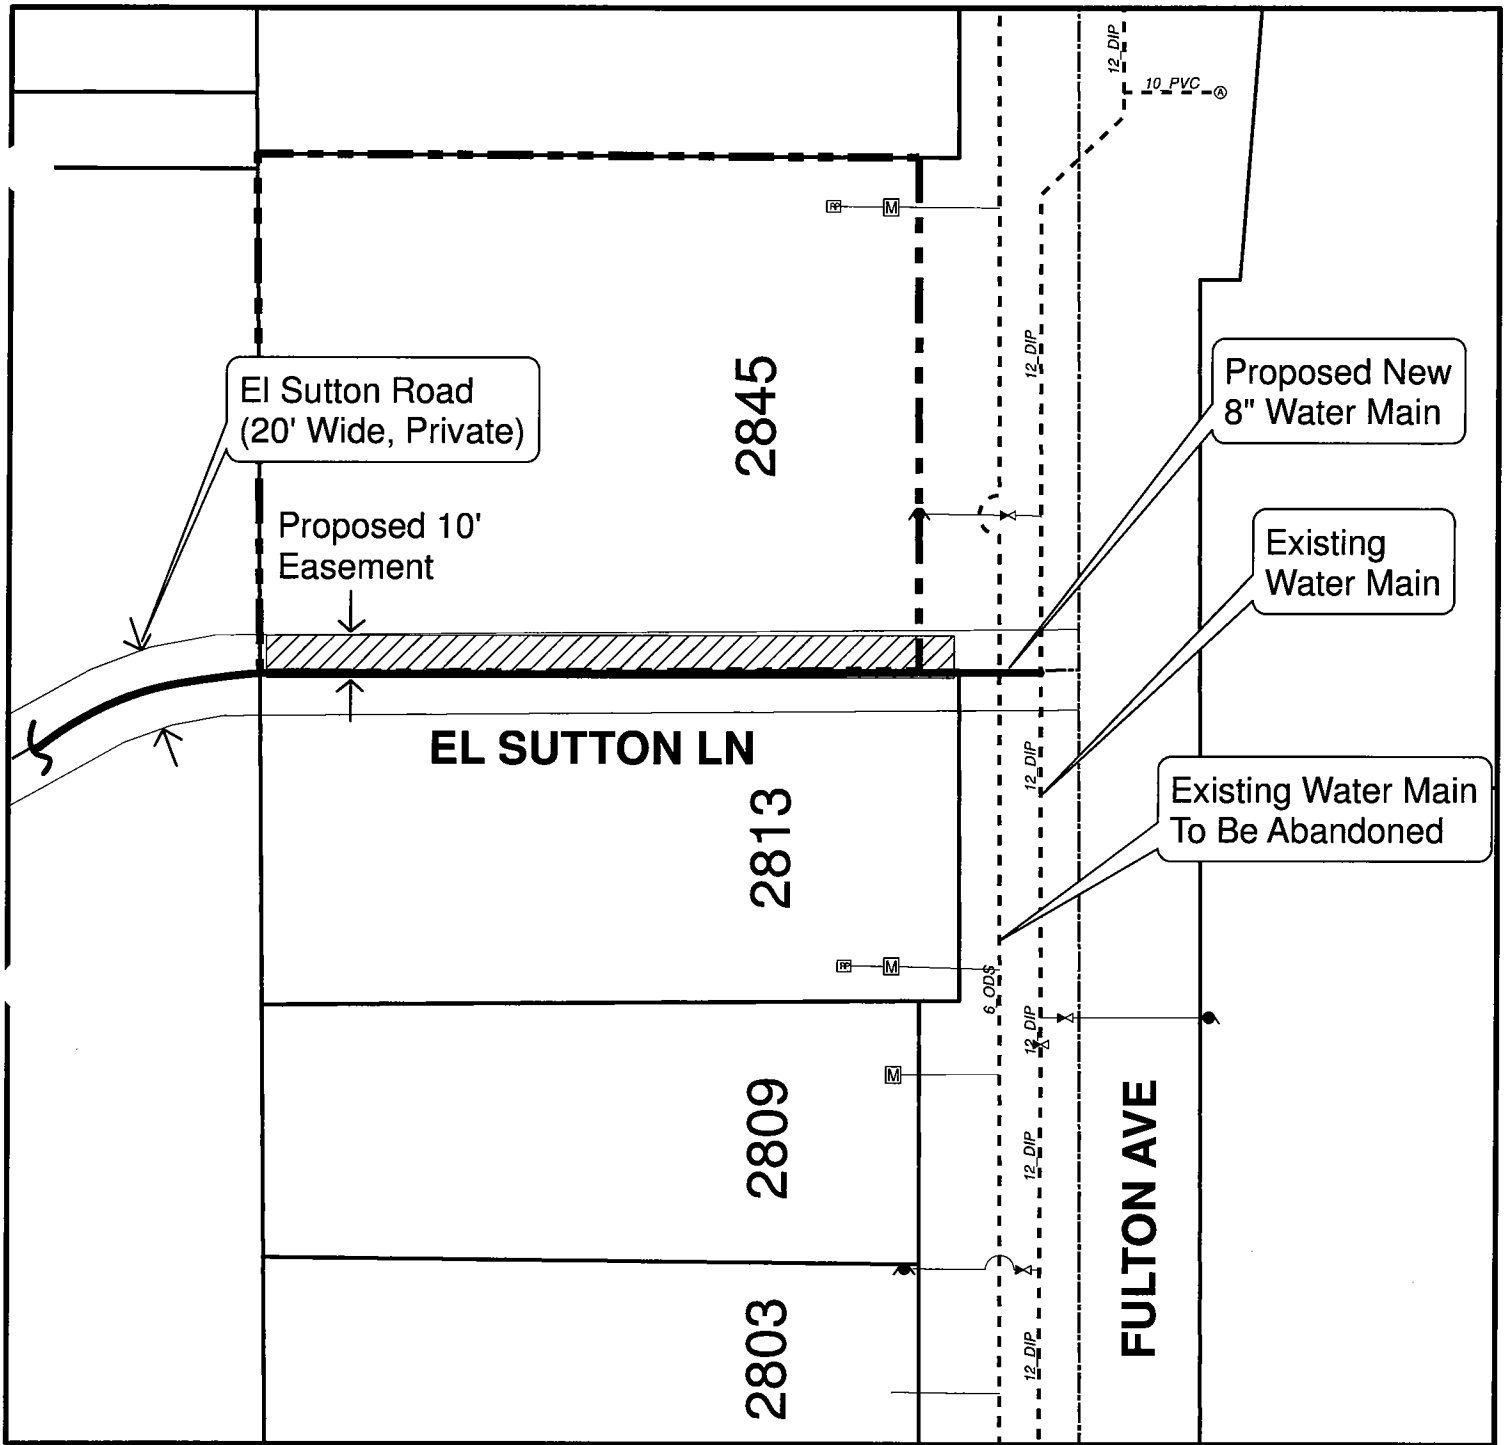 12_DIP
10_PVC
A
RP
M
12_DIP
2845
El Sutton Road
(20' Wide, Private)
Proposed New
8" Water Main
Proposed 10'
Easement
Existing
Water Main
EL SUTTON LN
12_DIP
2813
Existing Water Main
To Be Abandoned
RP
M
6_ODS
12_DIP
M
2809
12_DIP
FULTON AVE
2803
12_DIP